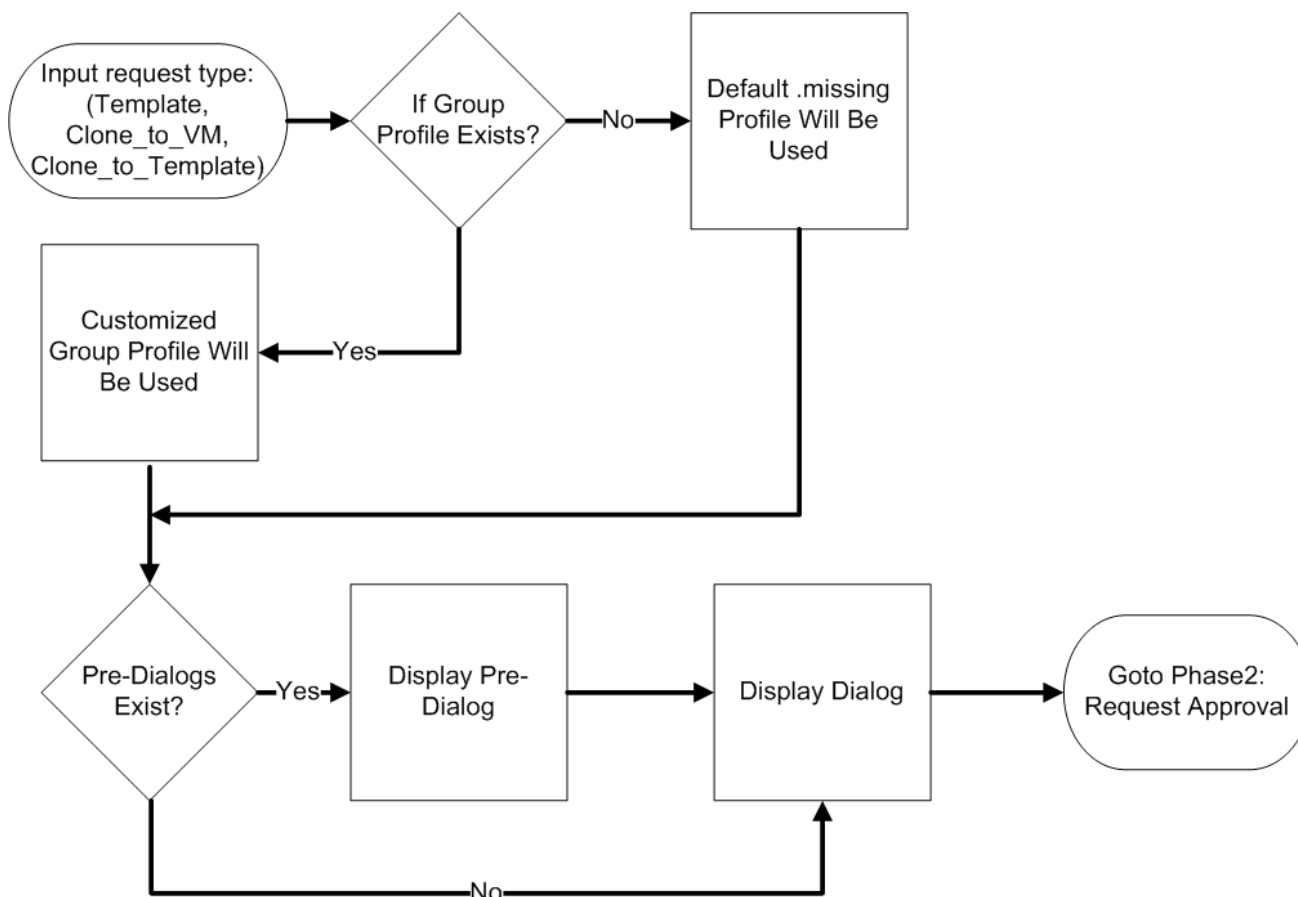 Input request type:
(Template,
Clone_to_VM,
Clone_to_Template)
If Group
Profile Exists?
No
Default .missing
Profile Will Be
Used
Customized
Group Profile Will
Be Used
Yes
Pre-Dialogs
Exist?
Yes
Display Pre-
Dialog
Display Dialog
Goto Phase2:
Request Approval
No